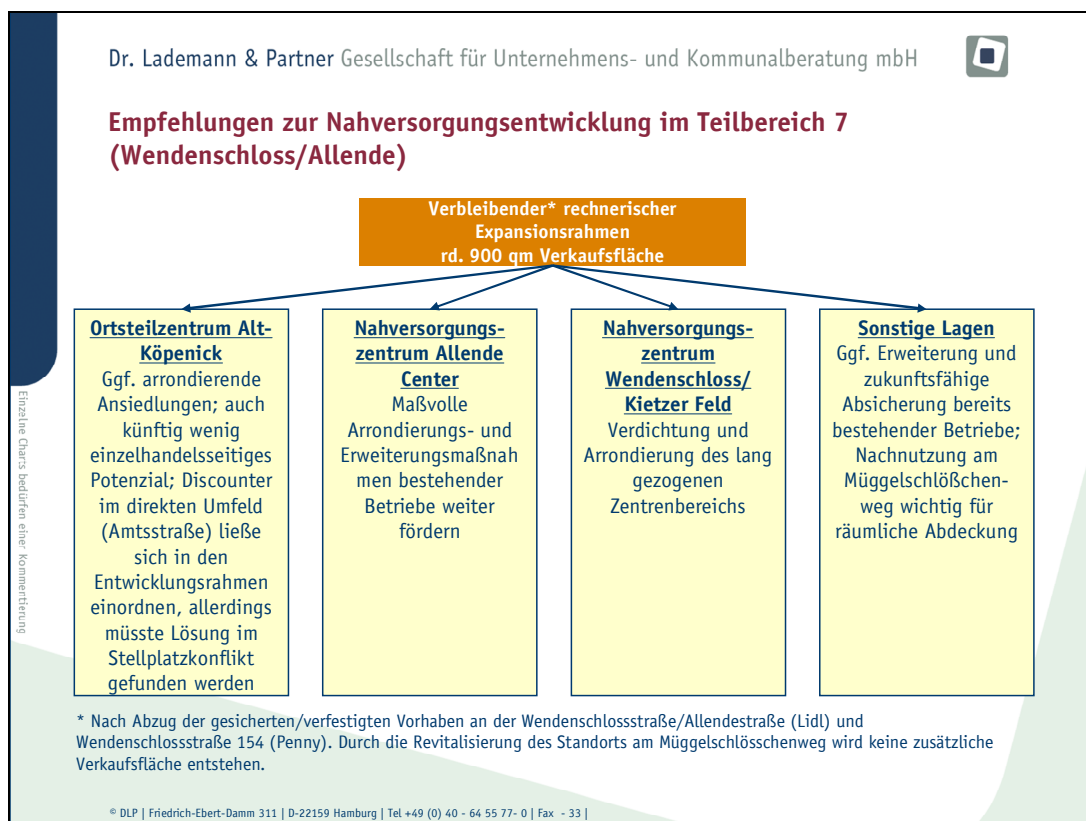 Dr. Lademann & Partner Gesellschaft für Unternehmens- und Kommunalberatung mbH
Empfehlungen zur Nahversorgungsentwicklung im Teilbereich 7
(Wendenschloss/Allende)
Verbleibender* rechnerischer
Expansionsrahmen
rd. 900 qm Verkaufsfläche
Ortsteilzentrum Alt-
Köpenick
Ggf. arrondierende
Ansiedlungen; auch
künftig wenig
einzelhandelsseitiges
Potenzial; Discounter
im direkten Umfeld
(Amtsstraße) ließe
sich in den
Entwicklungsrahmen
einordnen, allerdings
müsste Lösung im
Stellplatzkonflikt
gefunden werden
Nahversorgungs-
zentrum Allende
Center
Maßvolle
Arrondierungs- und
Erweiterungsmaßnah
men bestehender
Betriebe weiter
fördern
Nahversorgungs-
zentrum
Wendenschloss/
Kietzer Feld
Verdichtung und
Arrondierung des lang
gezogenen
Zentrenbereichs
Sonstige Lagen
Ggf. Erweiterung und
zukunftsfähige
Absicherung bereits
bestehender Betriebe;
Nachnutzung am
Müggelschlößchen-
weg wichtig für
räumliche Abdeckung
Einzelne Charts bedürfen einer Kommentierung
* Nach Abzug der gesicherten/verfestigten Vorhaben an der Wendenschlossstraße/Allendestraße (Lidl) und
Wendenschlossstraße 154 (Penny). Durch die Revitalisierung des Standorts am Müggelschlösschenweg wird keine zusätzliche
Verkaufsfläche entstehen.
© DLP | Friedrich-Ebert-Damm 311 | D-22159 Hamburg | Tel +49 (0) 40 - 64 55 77- 0 | Fax - 33 |